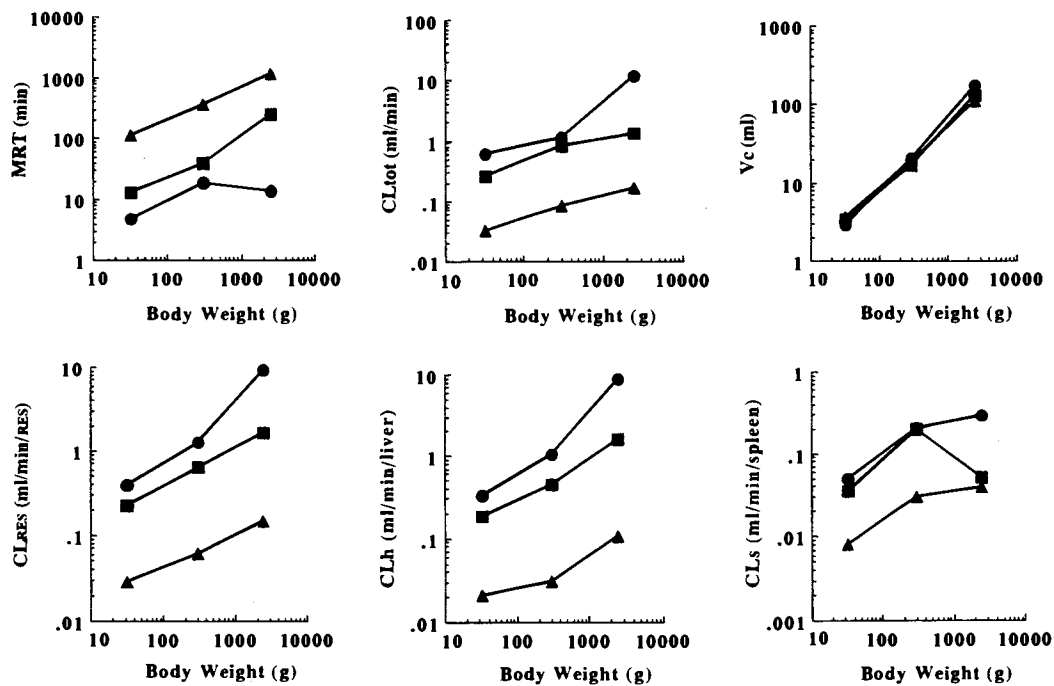 MRT (min)
10000
1000
100
10
1
10 100 1000 10000
Body Weight (g)
CLtot (ml/min)
100
10
1
.1
.01
10 100 1000 10000
Body Weight (g)
Vc (ml)
100
10
1
10 100 1000 10000
Body Weight (g)
CLRES (ml/min/RES)
10
1
.1
.01
10 100 1000 10000
Body Weight (g)
CLh (ml/min/liver)
10
1
.1
.01
10 100 1000 10000
Body Weight (g)
CLs (ml/min/spleen)
1
.1
.01
.001
10 100 1000 10000
Body Weight (g)